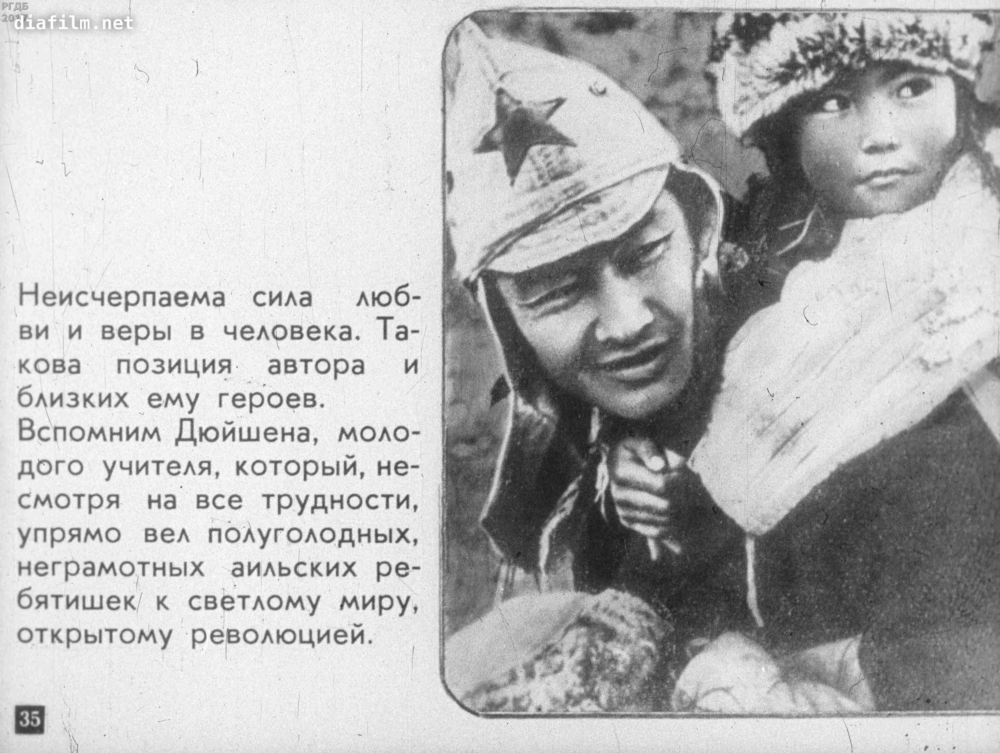 РГДБ
diafilm.net
Неисчерпаема сила люб-
ви и веры в человека. Та-
кова позиция автора и
близких ему героев.
Вспомним Дюйшена, моло-
дого учителя, который, не-
смотря на все трудности,
упрямо вел полуголодных,
неграмотных аильских ре-
бятишек к светлому миру,
открытому революцией.
35